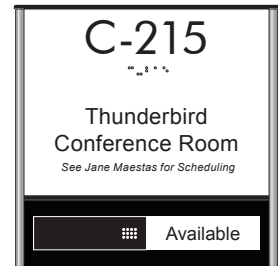 C-215
Thunderbird
Conference Room
See Jane Maestas for Scheduling
Available